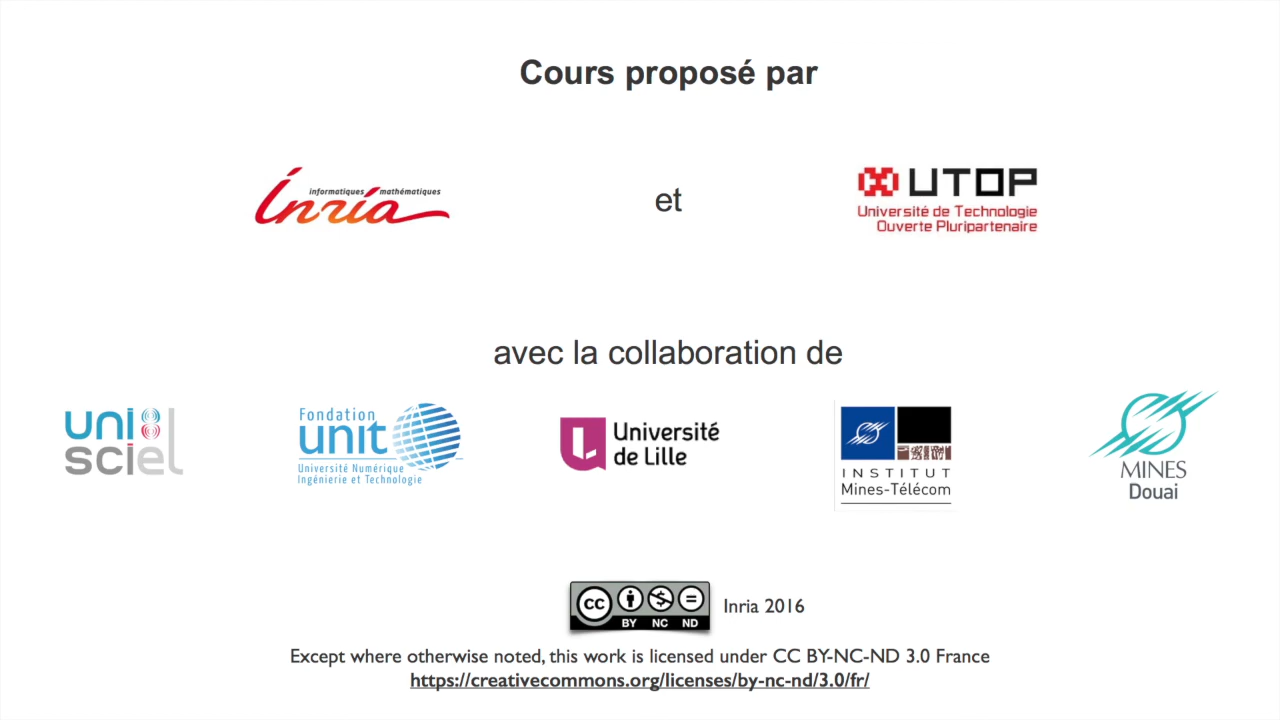 Cours proposé par
informatiques mathématiques
Inria
et
UTOP
Université de Technologie
Ouverte Pluripartenaire
avec la collaboration de
uni
sciel
Fondation
unit
Université Numérique
Ingénierie et Technologie
Université
de Lille
INSTITUT
Mines-Télécom
MINES
Douai
CC BY NC ND
Inria 2016
Except where otherwise noted, this work is licensed under CC BY-NC-ND 3.0 France
https://creativecommons.org/licenses/by-nc-nd/3.0/fr/